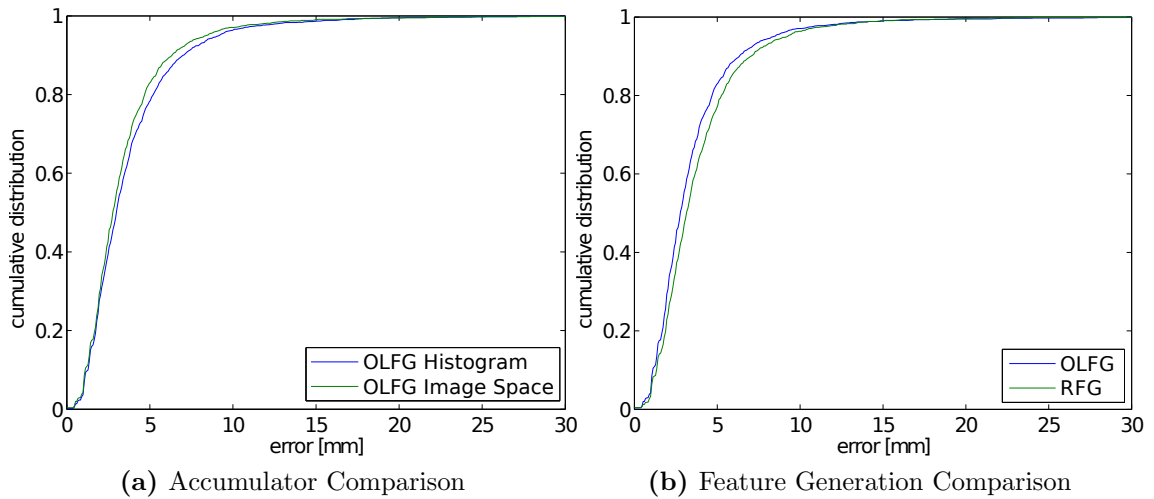 1
0.8
0.6
0.4
0.2
0
cumulative distribution
0 5 10 15 20 25 30
error [mm]
OLFG Histogram
OLFG Image Space
(a) Accumulator Comparison
1
0.8
0.6
0.4
0.2
0
cumulative distribution
0 5 10 15 20 25 30
error [mm]
OLFG
RFG
(b) Feature Generation Comparison